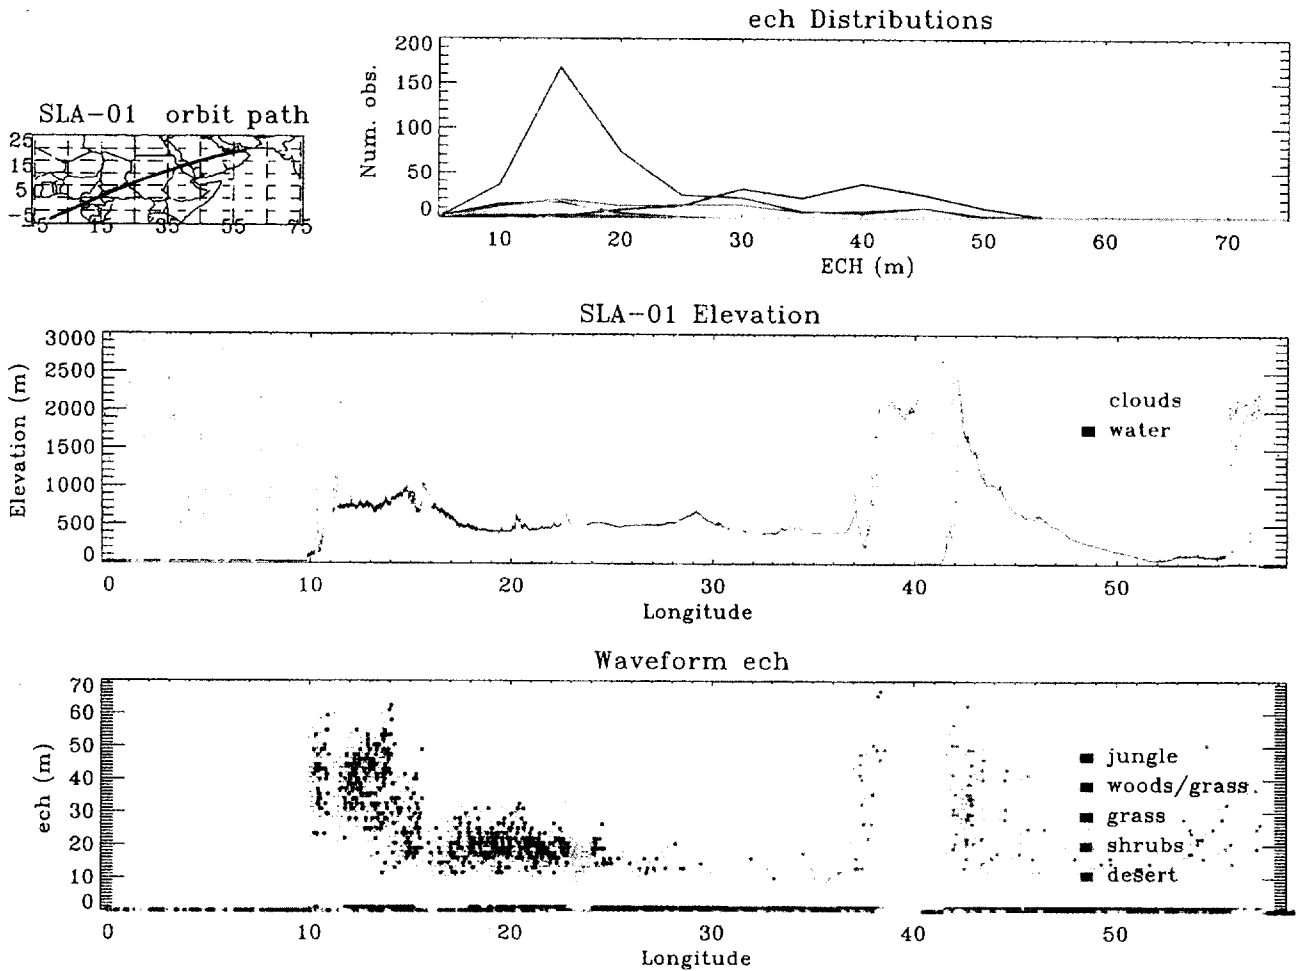 ech Distributions
200
150
100
50
0
Num. obs.
10 20 30 40 50 60 70
ECH (m)
SLA-01 orbit path
25
15
5
-5
-5 15 35 55 75
SLA-01 Elevation
3000
2500
2000
1500
1000
500
0
Elevation (m)
clouds
water
0 10 20 30 40 50
Longitude
Waveform ech
70
60
50
40
30
20
10
0
ech (m)
jungle
woods/grass
grass
shrubs
desert
0 10 20 30 40 50
Longitude